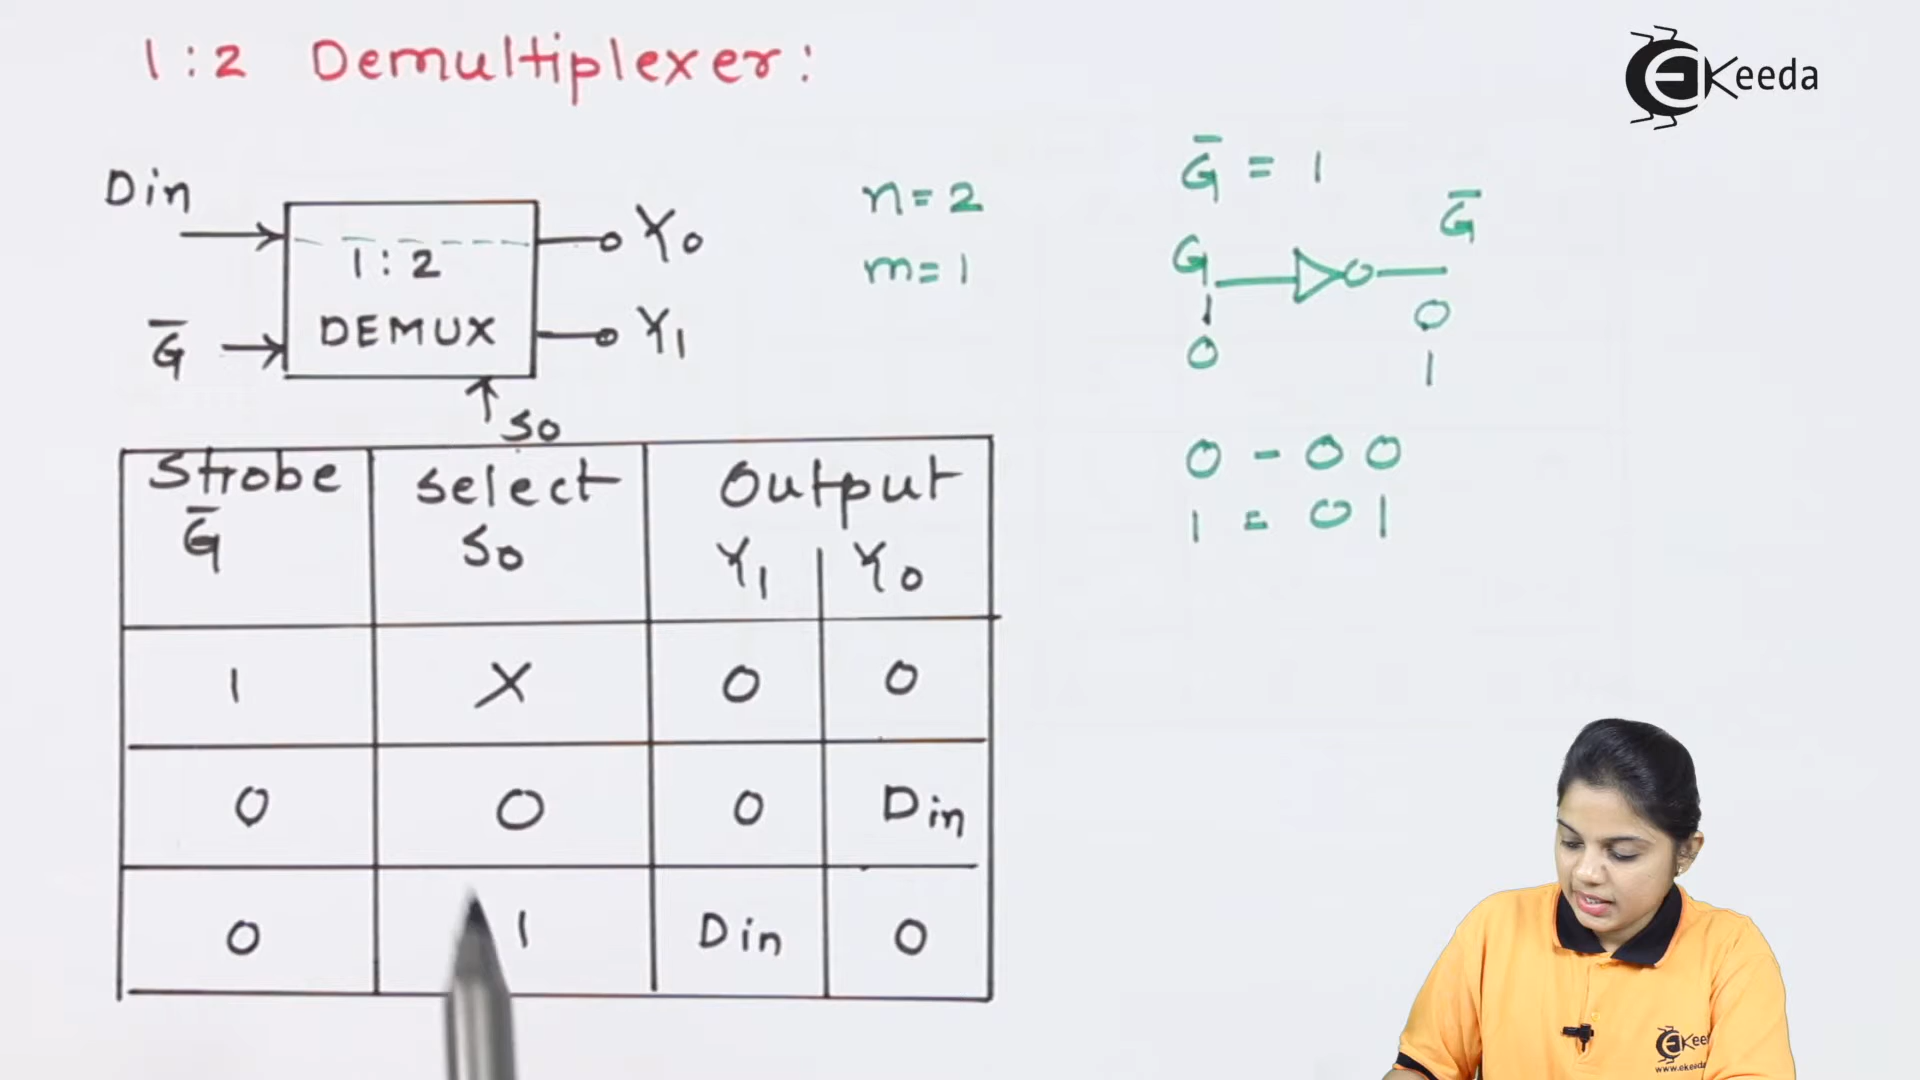 1 : 2 Demultiplexer :
EKeeda
Din
1 : 2
DEMUX
G̅
Y0
Y1
S0
n = 2
m = 1
G̅ = 1
G
G̅
1
0
0
1
0 - 0 0
1 = 0 1
Strobe G̅ | Select S0 | Output Y1 | Y0
1 | X | 0 | 0
0 | 0 | 0 | Din
0 | 1 | Din | 0